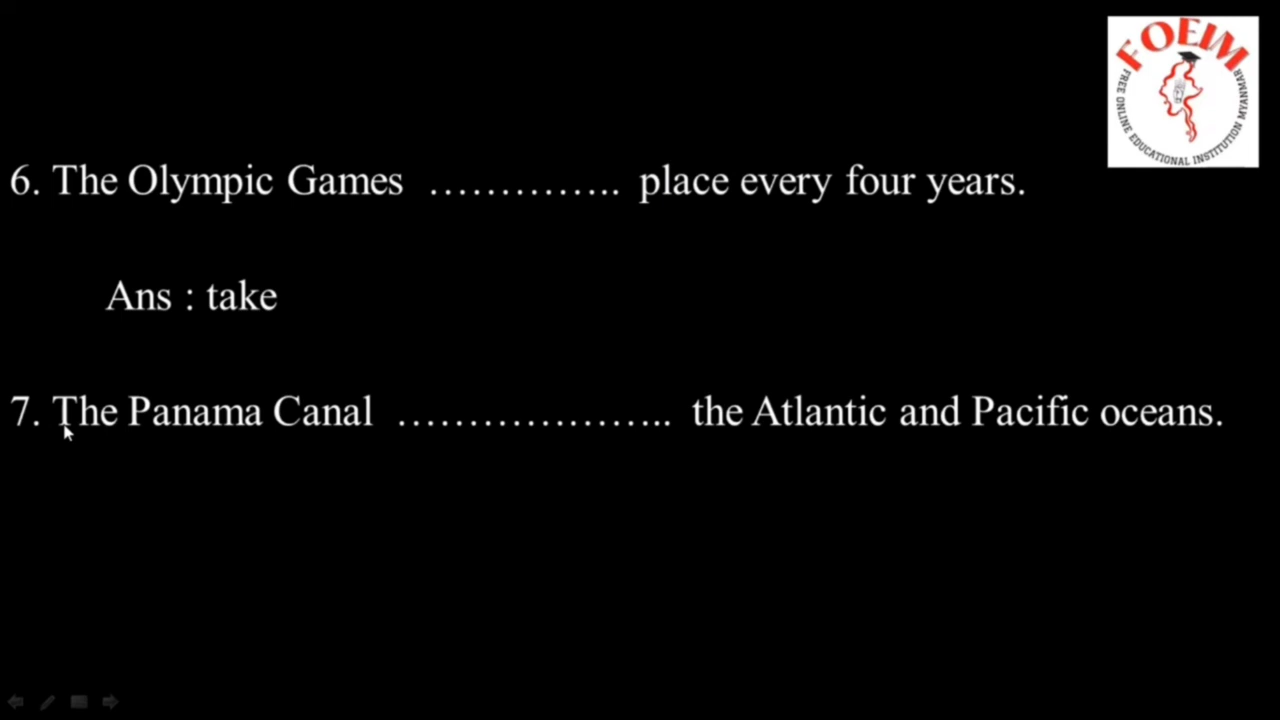 FOEIM
FREE ONLINE EDUCATIONAL INSTITUTION MYANMAR
6. The Olympic Games ………….. place every four years.
Ans : take
7. The Panama Canal ……………….. the Atlantic and Pacific oceans.